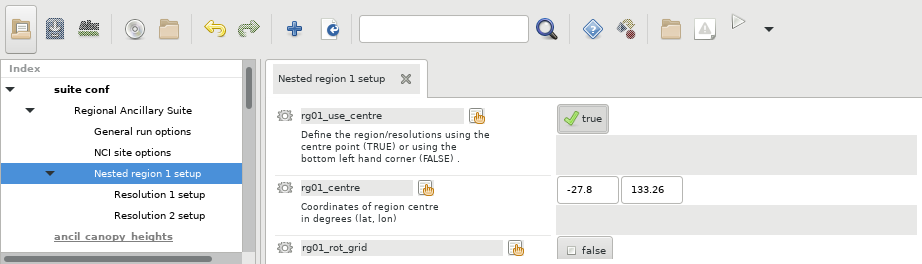 Index
suite conf
Regional Ancillary Suite
General run options
NCI site options
Nested region 1 setup
Resolution 1 setup
Resolution 2 setup
ancil_canopy_heights
Nested region 1 setup
rg01_use_centre
true
Define the region/resolutions using the
centre point (TRUE) or using the
bottom left hand corner (FALSE) .
rg01_centre
-27.8 133.26
Coordinates of region centre
in degrees (lat, lon)
rg01_rot_grid
false